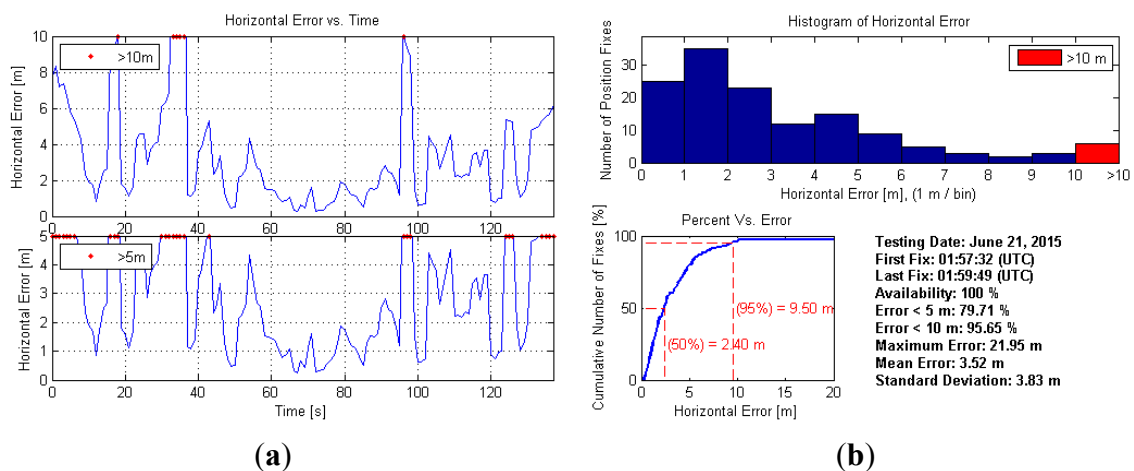 Horizontal Error vs. Time
Horizontal Error [m]
10
8
6
4
2
0
>10m
0 20 40 60 80 100 120
Horizontal Error [m]
5
4
3
2
1
0
>5m
0 20 40 60 80 100 120
Time [s]
(a)
Histogram of Horizontal Error
Number of Position Fixes
30
20
10
0
>10 m
0 1 2 3 4 5 6 7 8 9 10 >10
Horizontal Error [m], (1 m / bin)
Percent Vs. Error
Cumulative Number of Fixes [%]
100
50
0
(95%) = 9.50 m
(50%) = 2.40 m
0 5 10 15 20
Horizontal Error [m]
Testing Date: June 21, 2015
First Fix: 01:57:32 (UTC)
Last Fix: 01:59:49 (UTC)
Availability: 100 %
Error < 5 m: 79.71 %
Error < 10 m: 95.65 %
Maximum Error: 21.95 m
Mean Error: 3.52 m
Standard Deviation: 3.83 m
(b)